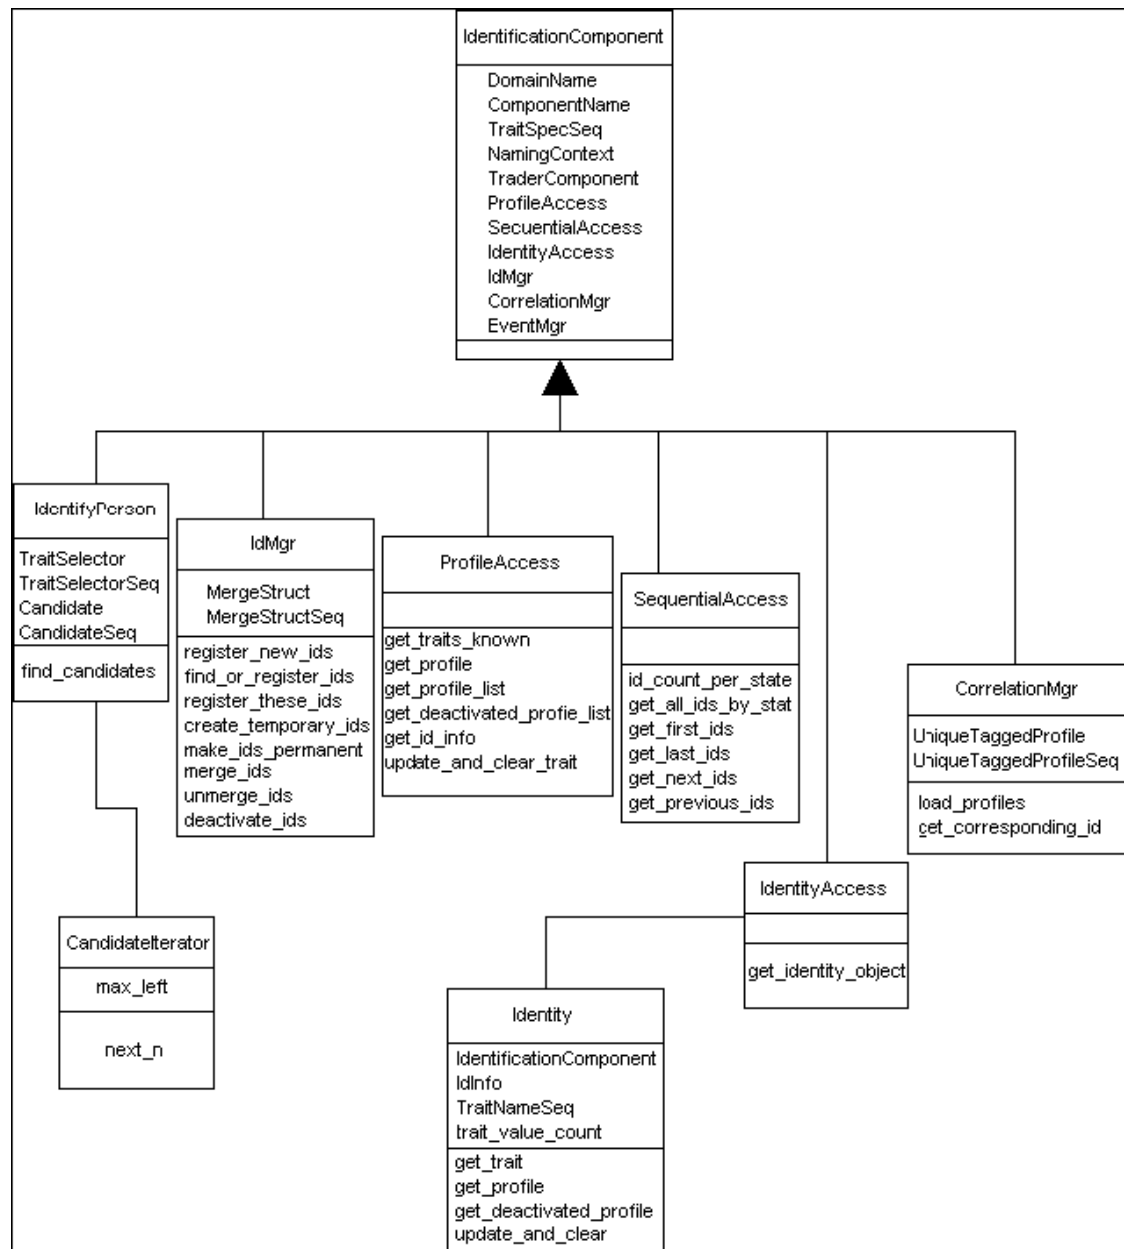 IdentificationComponent
DomainName
ComponentName
TraitSpecSeq
NamingContext
TraderComponent
ProfileAccess
SecuentialAccess
IdentityAccess
IdMgr
CorrelationMgr
EventMgr
IdentifyPerson
TraitSelector
TraitSelectorSeq
Candidate
CandidateSeq
find_candidates
IdMgr
MergeStruct
MergeStructSeq
register_new_ids
find_or_register_ids
register_these_ids
create_temporary_ids
make_ids_permanent
merge_ids
unmerge_ids
deactivate_ids
ProfileAccess
get_traits_known
get_profile
get_profile_list
get_deactivated_profie_list
get_id_info
update_and_clear_trait
SequentialAccess
id_count_per_state
get_all_ids_by_stat
get_first_ids
get_last_ids
get_next_ids
get_previous_ids
CorrelationMgr
UniqueTaggedProfile
UniqueTaggedProfileSeq
load_profiles
get_corresponding_id
IdentityAccess
get_identity_object
CandidateIterator
max_left
next_n
Identity
IdentificationComponent
IdInfo
TraitNameSeq
trait_value_count
get_trait
get_profile
get_deactivated_profile
update_and_clear